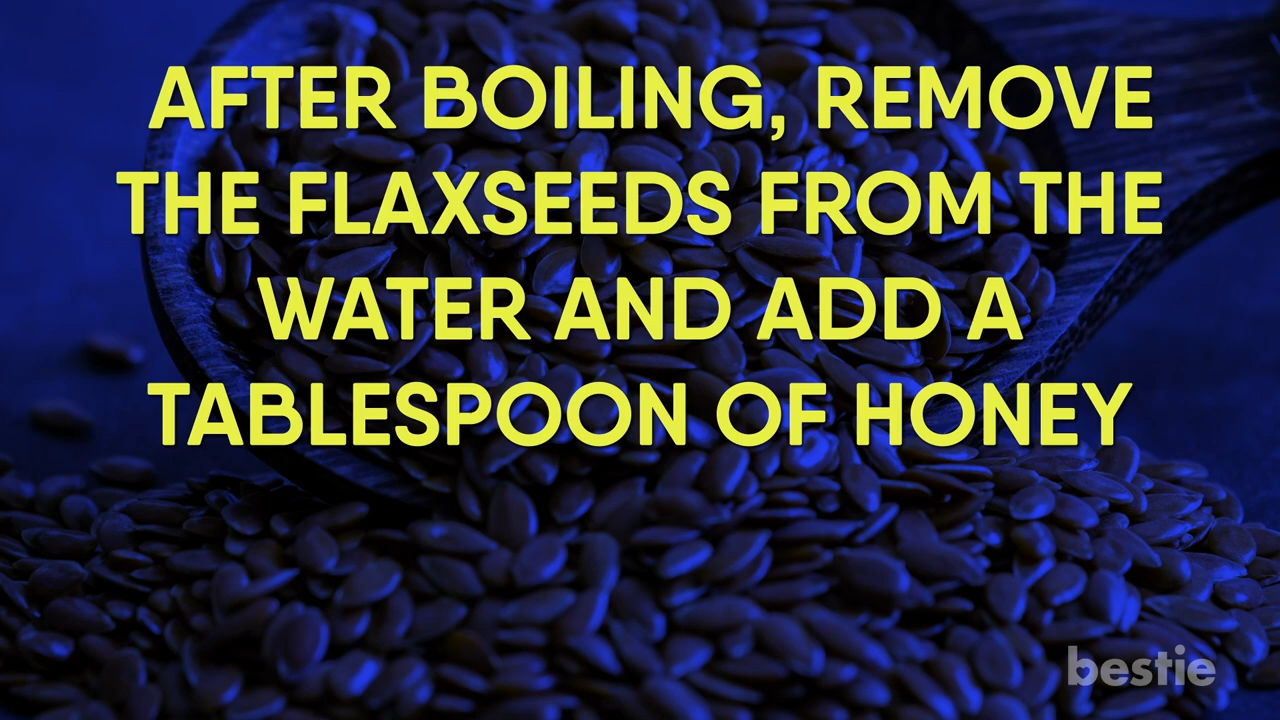 AFTER BOILING, REMOVE
THE FLAXSEEDS FROM THE
WATER AND ADD A
TABLESPOON OF HONEY
bestie